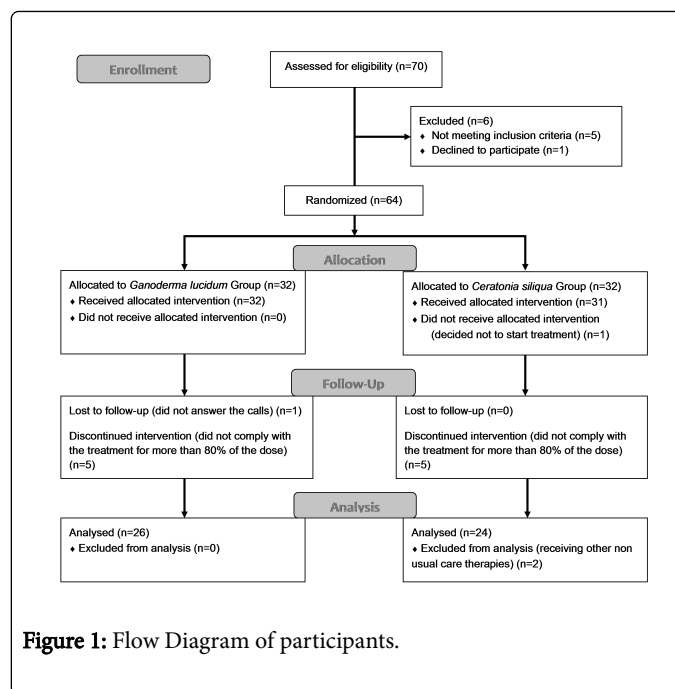 Enrollment
Assessed for eligibility (n=70)
Excluded (n=6)
♦ Not meeting inclusion criteria (n=5)
♦ Declined to participate (n=1)
Randomized (n=64)
Allocation
Allocated to Ganoderma lucidum Group (n=32)
♦ Received allocated intervention (n=32)
♦ Did not receive allocated intervention (n=0)
Allocated to Ceratonia siliqua Group (n=32)
♦ Received allocated intervention (n=31)
♦ Did not receive allocated intervention
(decided not to start treatment) (n=1)
Follow-Up
Lost to follow-up (did not answer the calls) (n=1)
Discontinued intervention (did not comply with
the treatment for more than 80% of the dose)
(n=5)
Lost to follow-up (n=0)
Discontinued intervention (did not comply with
the treatment for more than 80% of the dose)
(n=5)
Analysis
Analysed (n=26)
♦ Excluded from analysis (n=0)
Analysed (n=24)
♦ Excluded from analysis (receiving other non
usual care therapies) (n=2)
Figure 1: Flow Diagram of participants.